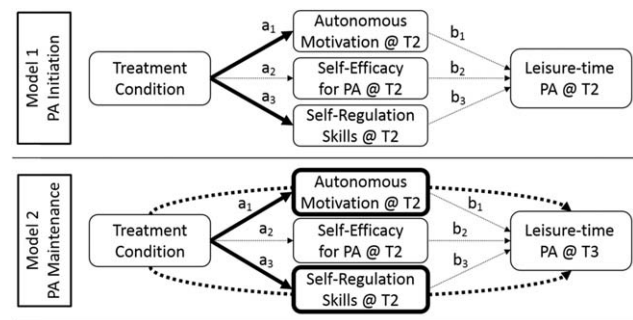 Model 1
PA Initiation
Treatment
Condition
a1
a2
a3
Autonomous
Motivation @ T2
Self-Efficacy
for PA @ T2
Self-Regulation
Skills @ T2
b1
b2
b3
Leisure-time
PA @ T2
Model 2
PA Maintenance
Treatment
Condition
a1
a2
a3
Autonomous
Motivation @ T2
Self-Efficacy
for PA @ T2
Self-Regulation
Skills @ T2
b1
b2
b3
Leisure-time
PA @ T3